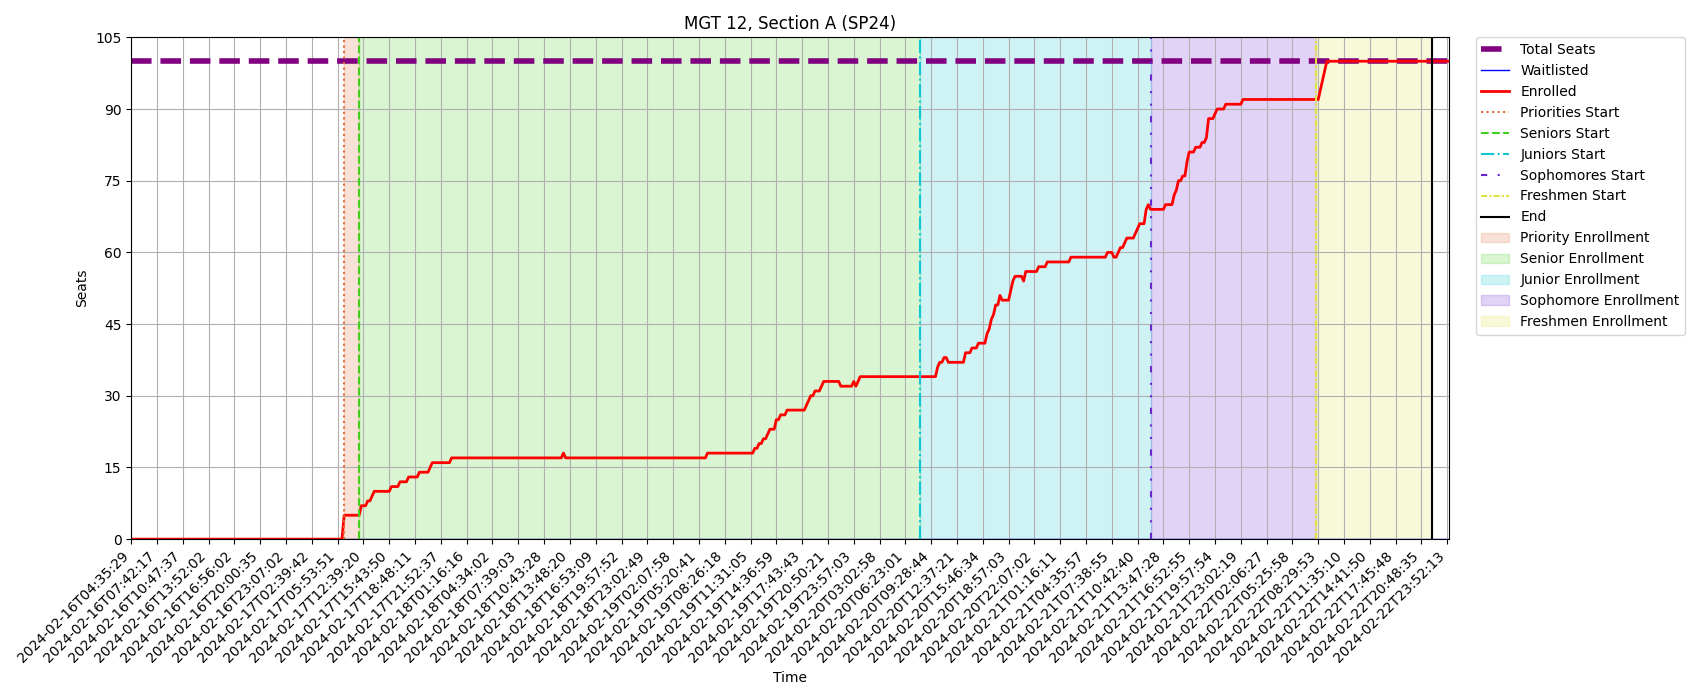 MGT 12, Section A (SP24)
105
90
75
60
45
30
15
0
Seats
2024-02-16T04:35:29
2024-02-16T07:42:17
2024-02-16T10:47:37
2024-02-16T13:52:02
2024-02-16T16:56:02
2024-02-16T20:00:35
2024-02-16T23:07:02
2024-02-17T02:39:42
2024-02-17T05:53:51
2024-02-17T12:39:20
2024-02-17T15:43:50
2024-02-17T18:48:11
2024-02-17T21:52:37
2024-02-18T01:16:16
2024-02-18T04:34:02
2024-02-18T07:39:03
2024-02-18T10:43:28
2024-02-18T13:48:20
2024-02-18T16:53:09
2024-02-18T19:57:52
2024-02-18T23:02:49
2024-02-19T02:07:58
2024-02-19T05:20:41
2024-02-19T08:26:18
2024-02-19T11:31:05
2024-02-19T14:36:59
2024-02-19T17:43:43
2024-02-19T20:50:21
2024-02-19T23:57:03
2024-02-20T03:02:58
2024-02-20T06:23:01
2024-02-20T09:28:44
2024-02-20T12:37:21
2024-02-20T15:46:34
2024-02-20T18:57:03
2024-02-20T22:07:02
2024-02-21T01:16:11
2024-02-21T04:35:57
2024-02-21T07:38:55
2024-02-21T10:42:40
2024-02-21T13:47:28
2024-02-21T16:52:55
2024-02-21T19:57:54
2024-02-21T23:02:19
2024-02-22T02:06:27
2024-02-22T05:25:58
2024-02-22T08:29:53
2024-02-22T11:35:10
2024-02-22T14:41:50
2024-02-22T17:45:48
2024-02-22T20:48:35
2024-02-22T23:52:13
Time
Total Seats
Waitlisted
Enrolled
Priorities Start
Seniors Start
Juniors Start
Sophomores Start
Freshmen Start
End
Priority Enrollment
Senior Enrollment
Junior Enrollment
Sophomore Enrollment
Freshmen Enrollment